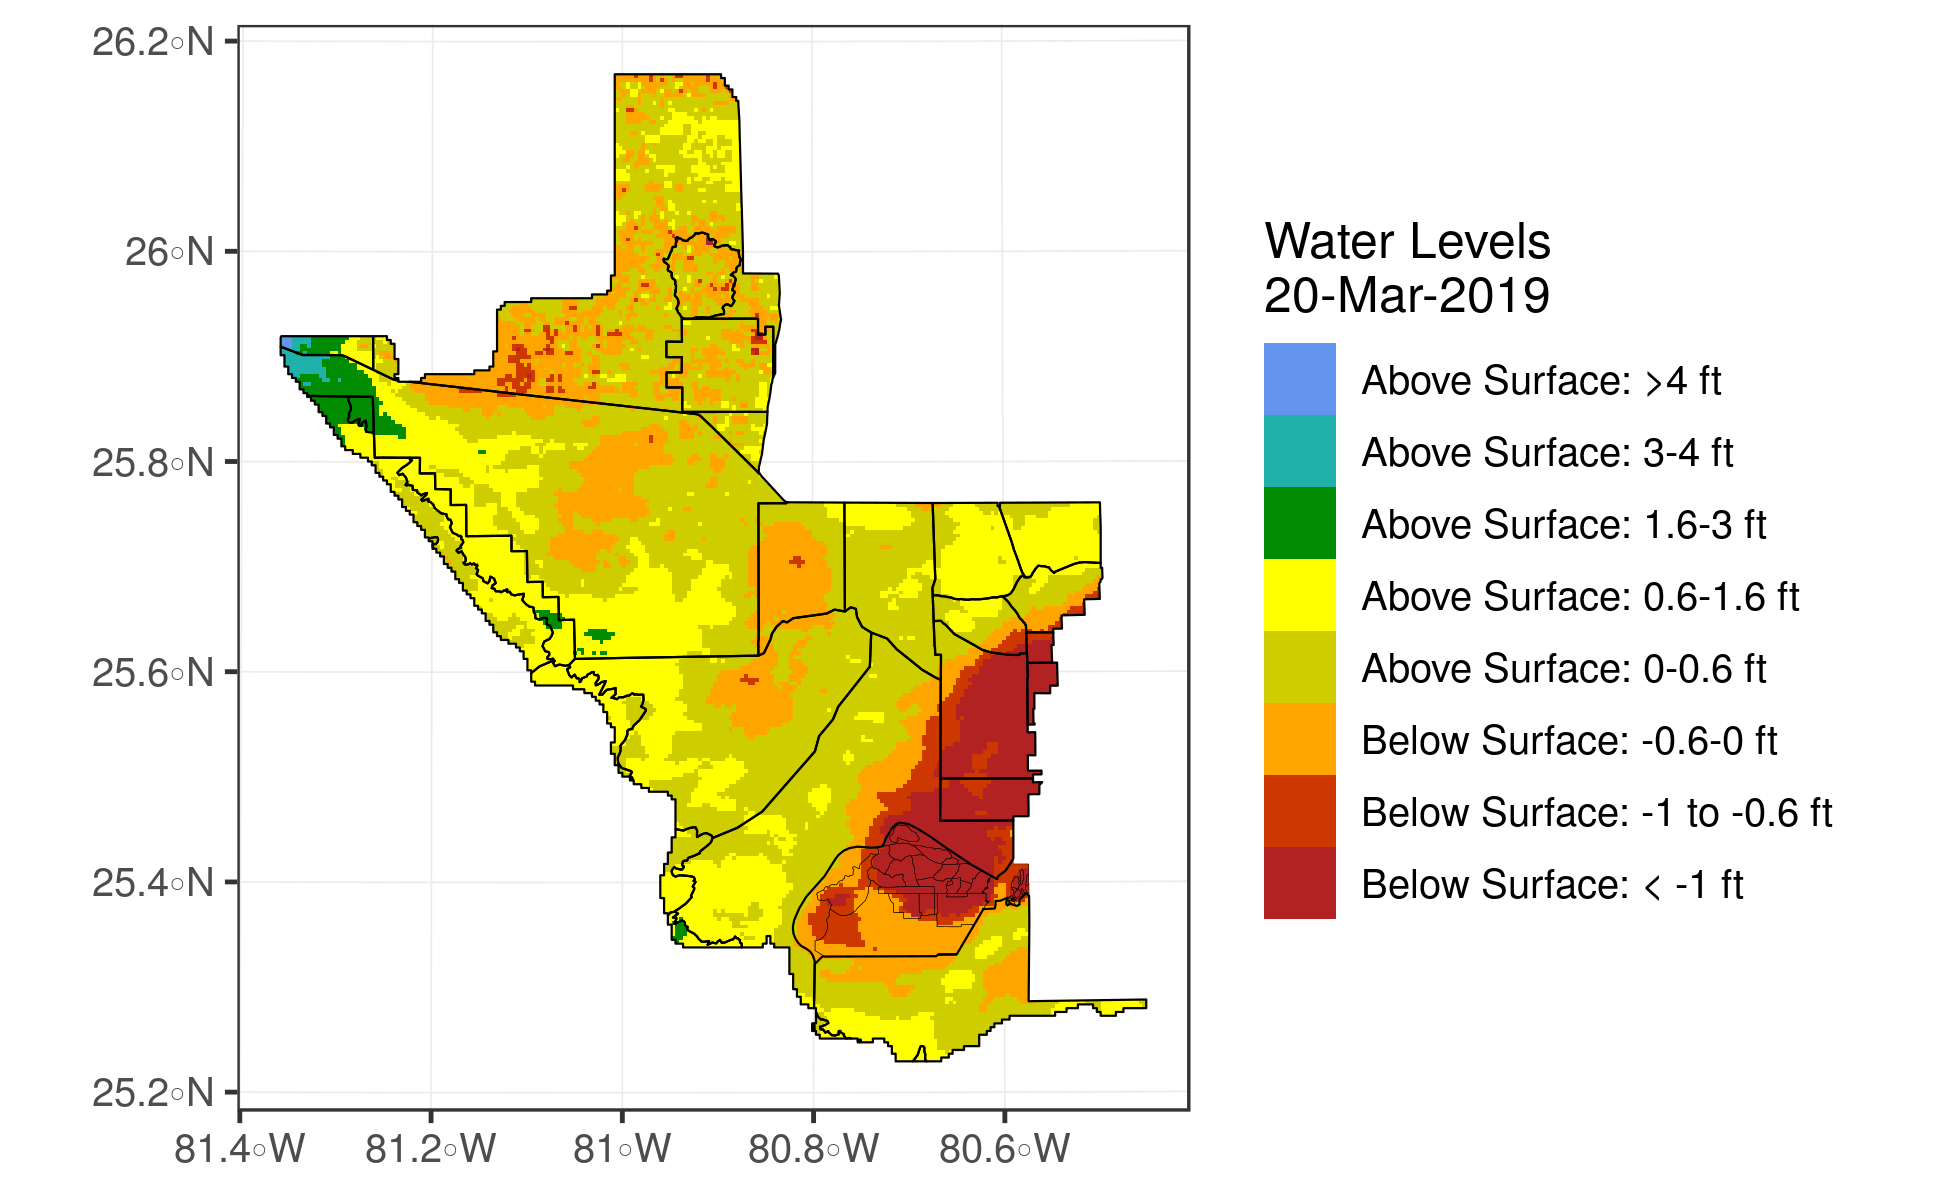 26.2°N
26°N
25.8°N
25.6°N
25.4°N
25.2°N
81.4°W
81.2°W
81°W
80.8°W
80.6°W
Water Levels
20-Mar-2019
Above Surface: >4 ft
Above Surface: 3-4 ft
Above Surface: 1.6-3 ft
Above Surface: 0.6-1.6 ft
Above Surface: 0-0.6 ft
Below Surface: -0.6-0 ft
Below Surface: -1 to -0.6 ft
Below Surface: < -1 ft